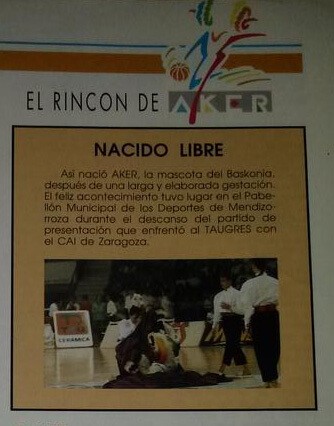 EL RINCON DE AKER
NACIDO LIBRE
Así nació AKER, la mascota del Baskonia,
después de una larga y elaborada gestación.
El feliz acontecimiento tuvo lugar en el Pabe-
llón Municipal de los Deportes de Mendizo-
rroza durante el descanso del partido de
presentación que enfrentó al TAUGRES con
el CAI de Zaragoza.
CERAMICA